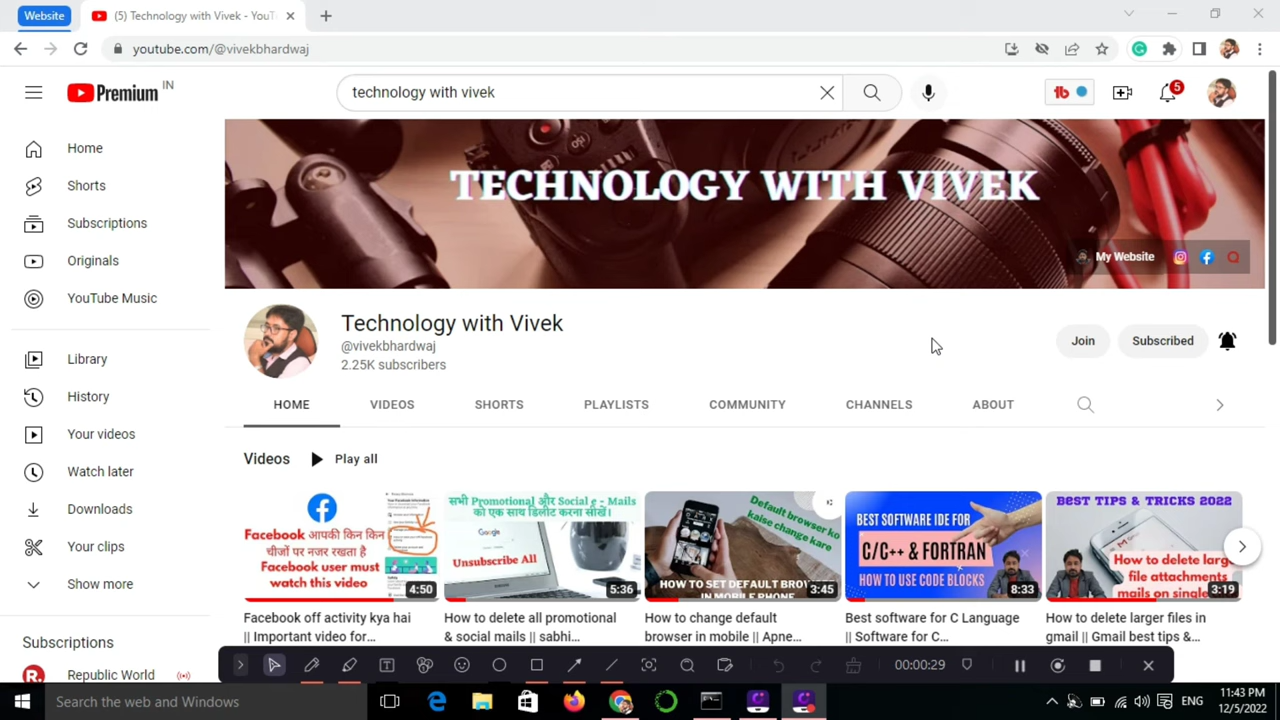 Website
(5) Technology with Vivek - YouT
youtube.com/@vivekbhardwaj
Premium IN
technology with vivek
5
Home
Shorts
Subscriptions
Originals
YouTube Music
Library
History
Your videos
Watch later
Downloads
Your clips
Show more
Subscriptions
Republic World
TECHNOLOGY WITH VIVEK
My Website
Technology with Vivek
@vivekbhardwaj
2.25K subscribers
Join
Subscribed
HOME VIDEOS SHORTS PLAYLISTS COMMUNITY CHANNELS ABOUT
Videos Play all
Facebook आपकी किन किन
चीजों पर नजर रखता है
Facebook user must
watch this video
4:50
Facebook off activity kya hai
|| Important video for...
सभी Promotional और Social e - Mails
को एक साथ डिलीट करना सीखें।
Google
Unsubscribe All
5:36
How to delete all promotional
& social mails || sabhi...
Default browser ko
kaise change kare
HOW TO SET DEFAULT BROWSER
IN MOBILE PHONE
3:45
How to change default
browser in mobile || Apne...
BEST SOFTWARE IDE FOR
C/C++ & FORTRAN
HOW TO USE CODE BLOCKS
8:33
Best software for C Language
|| Software for C...
BEST TIPS & TRICKS 2022
How to delete larg
file attachments
mails on single
3:19
How to delete larger files in
gmail || Gmail best tips &...
00:00:29
Search the web and Windows
ENG
11:43 PM
12/5/2022